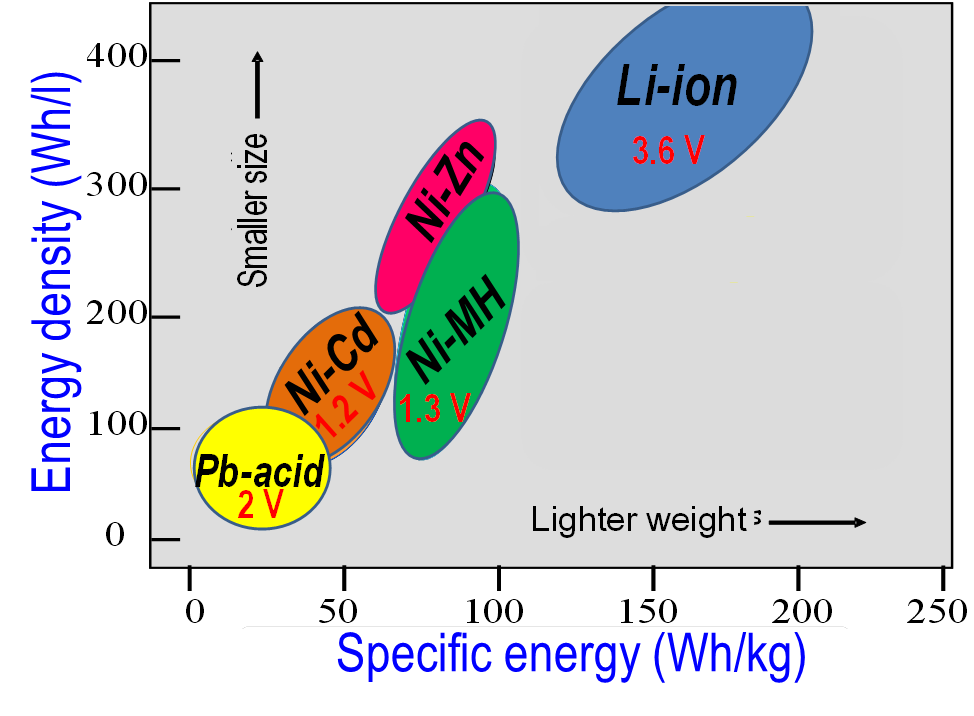 Energy density (Wh/l)
400
300
200
100
0
Smaller size
Li-ion
3.6 V
Ni-Zn
Ni-MH
1.3 V
Ni-Cd
1.2 V
Pb-acid
2 V
Lighter weight
0 50 100 150 200 250
Specific energy (Wh/kg)